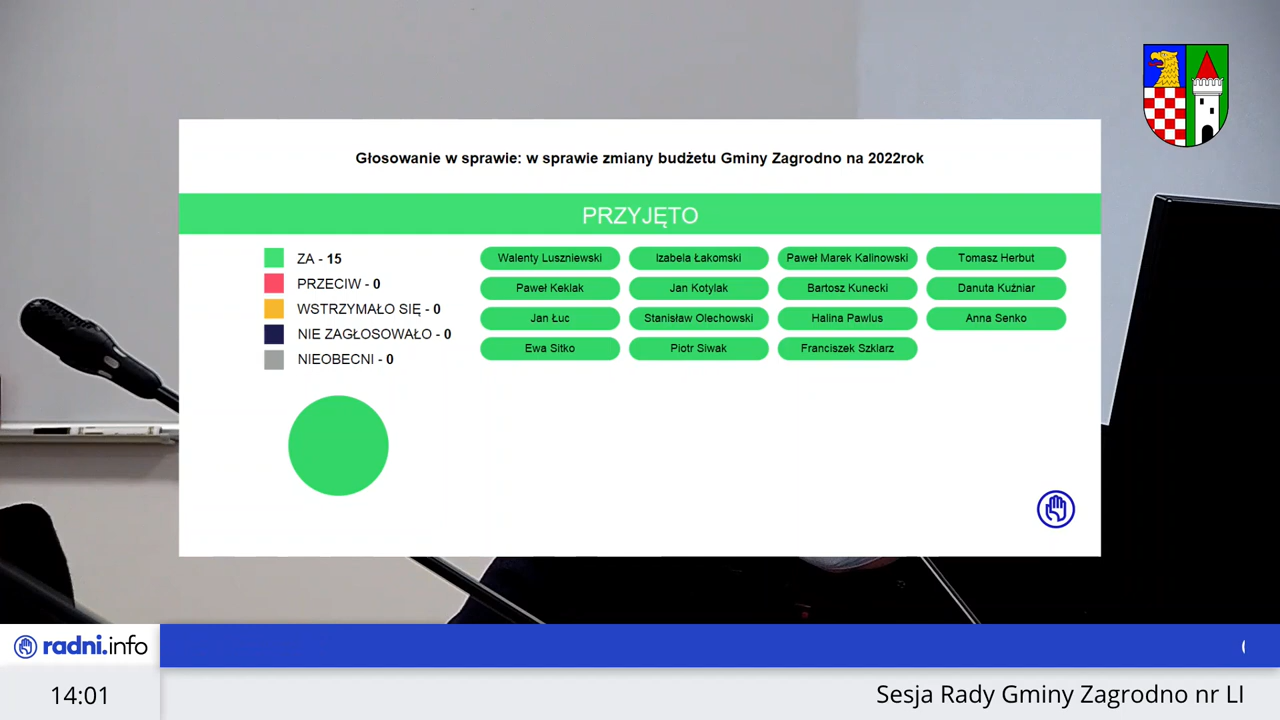 Głosowanie w sprawie: w sprawie zmiany budżetu Gminy Zagrodno na 2022rok
PRZYJĘTO
ZA - 15
PRZECIW - 0
WSTRZYMAŁO SIĘ - 0
NIE ZAGŁOSOWAŁO - 0
NIEOBECNI - 0
Walenty Luszniewski Izabela Łakomski Paweł Marek Kalinowski Tomasz Herbut
Paweł Keklak Jan Kotylak Bartosz Kunecki Danuta Kuźniar
Jan Łuc Stanisław Olechowski Halina Pawlus Anna Senko
Ewa Sitko Piotr Siwak Franciszek Szklarz
radni.info
14:01
Sesja Rady Gminy Zagrodno nr LI